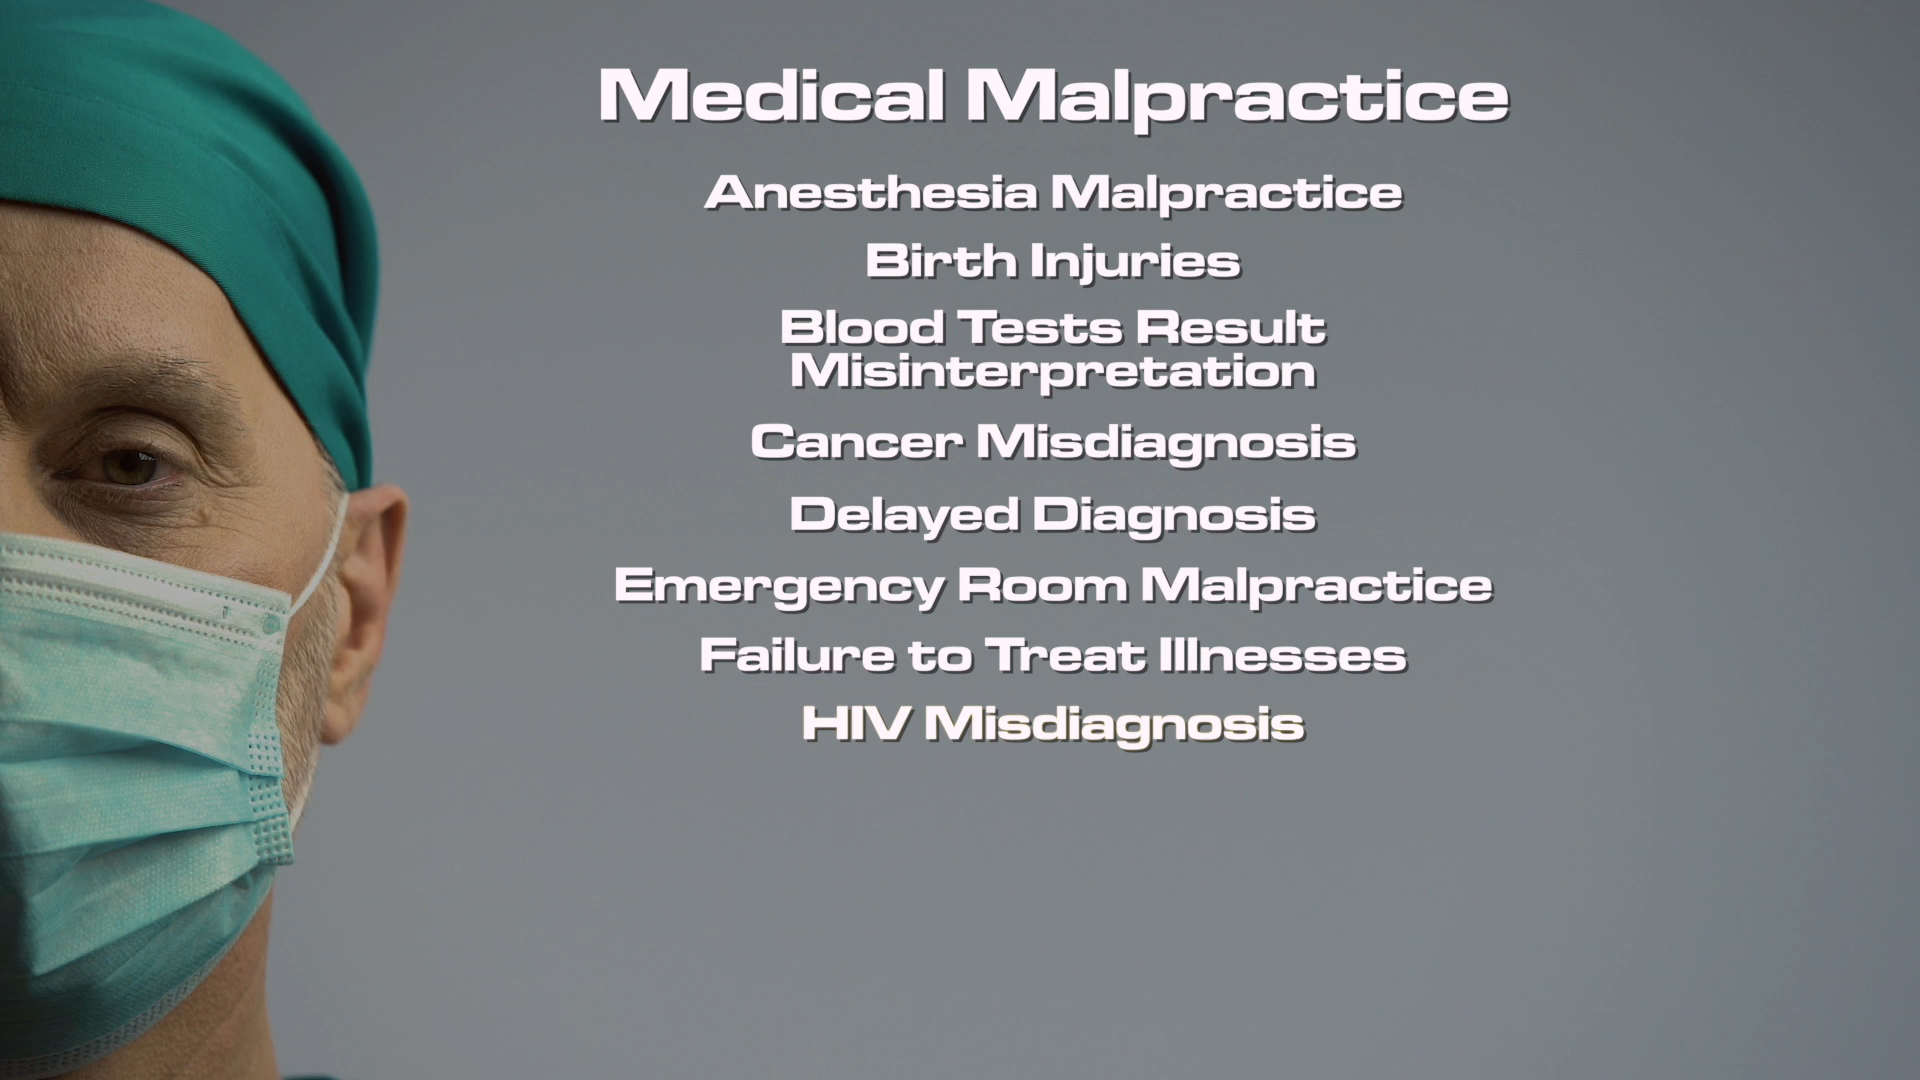 Medical Malpractice
Anesthesia Malpractice
Birth Injuries
Blood Tests Result
Misinterpretation
Cancer Misdiagnosis
Delayed Diagnosis
Emergency Room Malpractice
Failure to Treat Illnesses
HIV Misdiagnosis